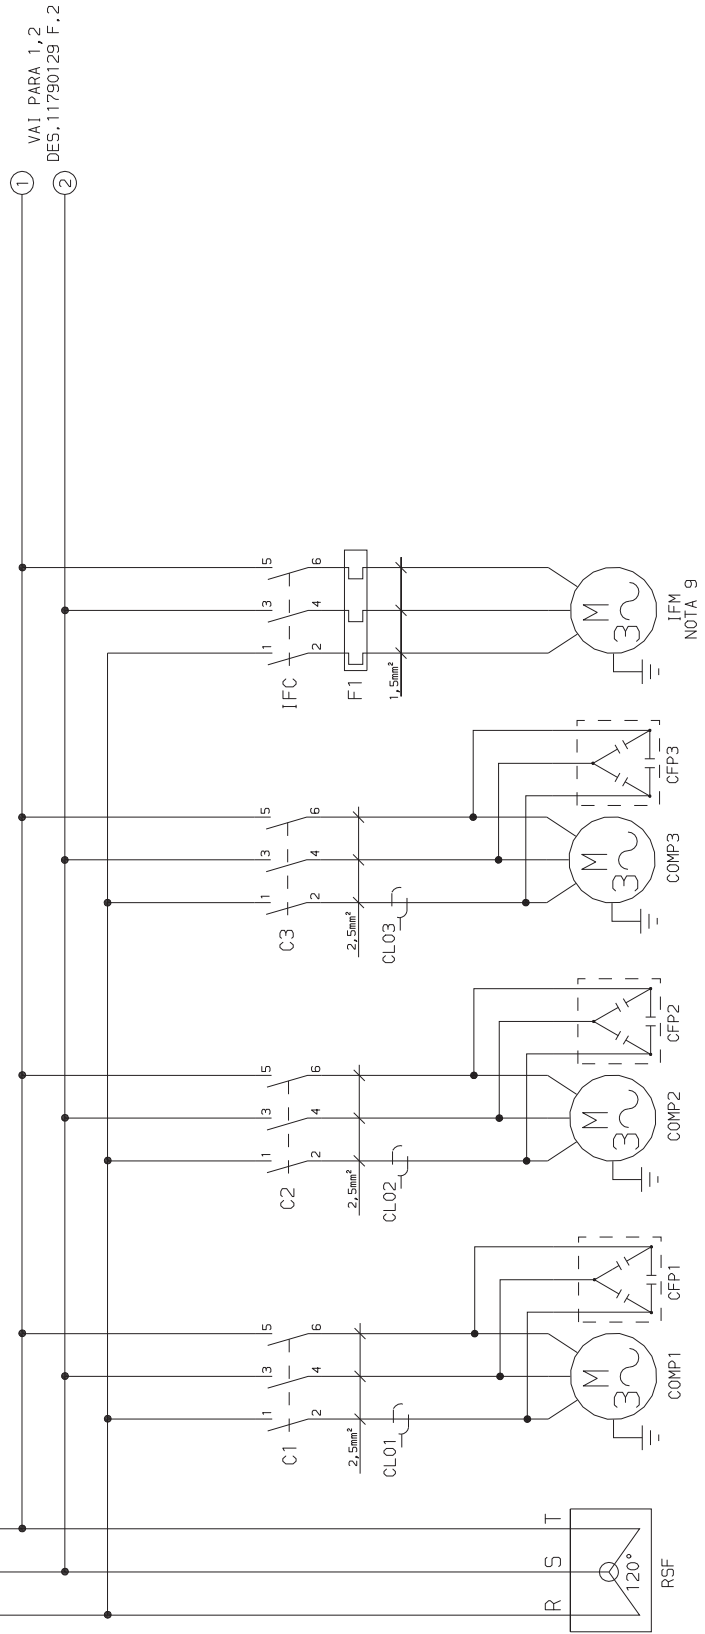 VAI PARA 1,2
DES.11790129 F.2
1
2
5 3 1
6 4 2
IFC
F1
1,5mm²
M
3
IFM
NOTA 9
5 3 1
6 4 2
C3
2,5mm²
CLO3
M
3
CFP3
COMP3
5 3 1
6 4 2
C2
2,5mm²
CLO2
M
3
CFP2
COMP2
5 3 1
6 4 2
C1
2,5mm²
CLO1
M
3
CFP1
COMP1
R S T
120°
RSF